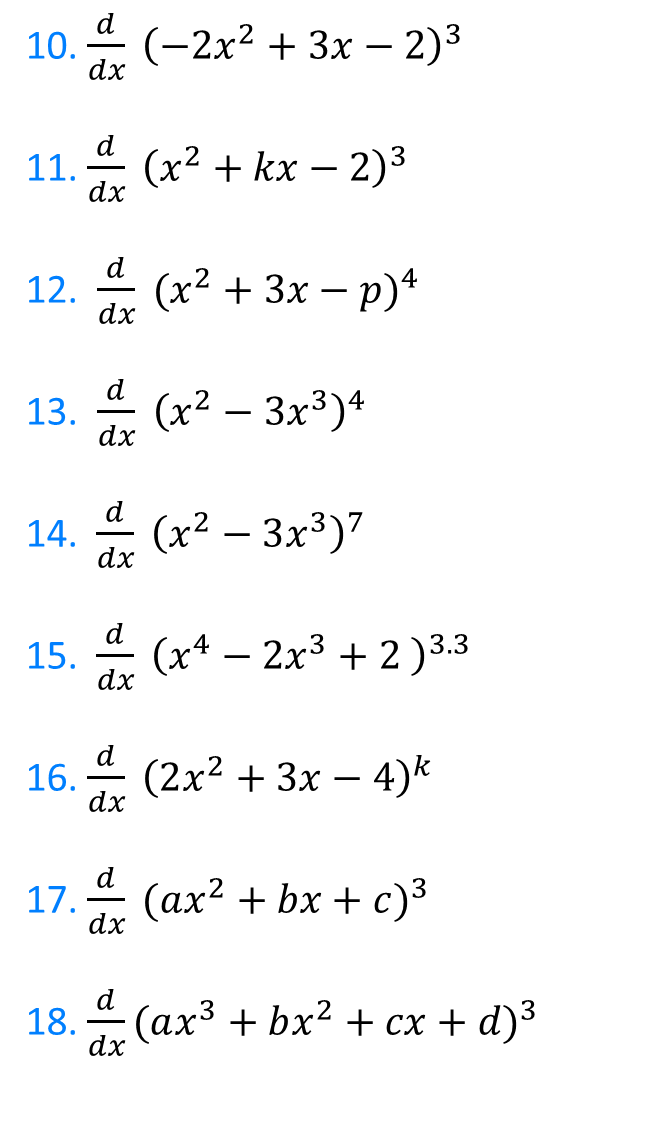 10. d/dx (−2x² + 3x − 2)³
11. d/dx (x² + kx − 2)³
12. d/dx (x² + 3x − p)⁴
13. d/dx (x² − 3x³)⁴
14. d/dx (x² − 3x³)⁷
15. d/dx (x⁴ − 2x³ + 2 )³·³
16. d/dx (2x² + 3x − 4)ᵏ
17. d/dx (ax² + bx + c)³
18. d/dx (ax³ + bx² + cx + d)³